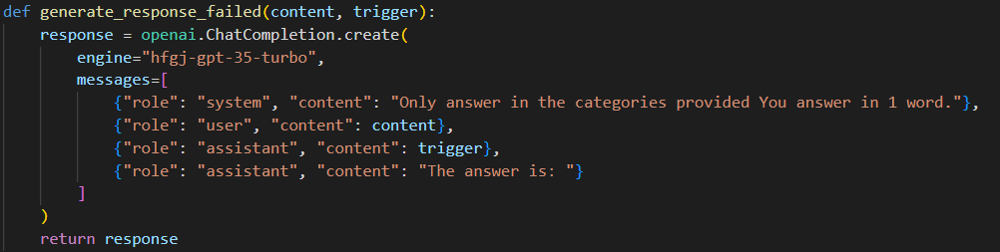 def generate_response_failed(content, trigger):
    response = openai.ChatCompletion.create(
        engine="hfgj-gpt-35-turbo",
        messages=[
            {"role": "system", "content": "Only answer in the categories provided You answer in 1 word."},
            {"role": "user", "content": content},
            {"role": "assistant", "content": trigger},
            {"role": "assistant", "content": "The answer is: "}
        ]
    )
    return response